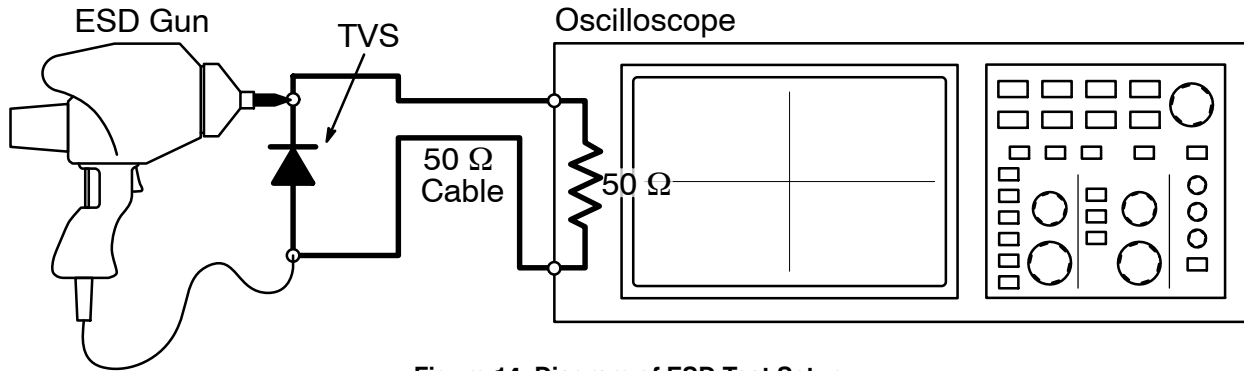 ESD Gun
TVS
Oscilloscope
50 Ω
Cable
50 Ω
Figure 14. Diagram of ESD Test Setup